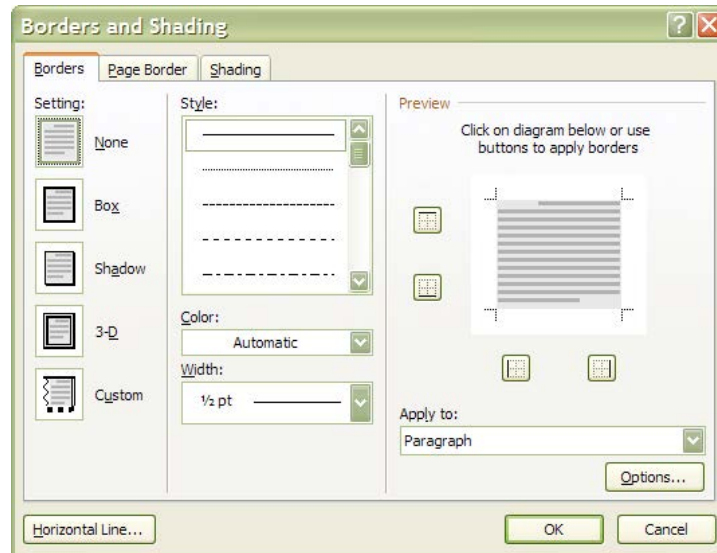 Borders and Shading
Borders Page Border Shading
Setting:
None
Box
Shadow
3-D
Custom
Style:
Color:
Automatic
Width:
½ pt
Preview
Click on diagram below or use
buttons to apply borders
Apply to:
Paragraph
Options...
Horizontal Line...
OK
Cancel